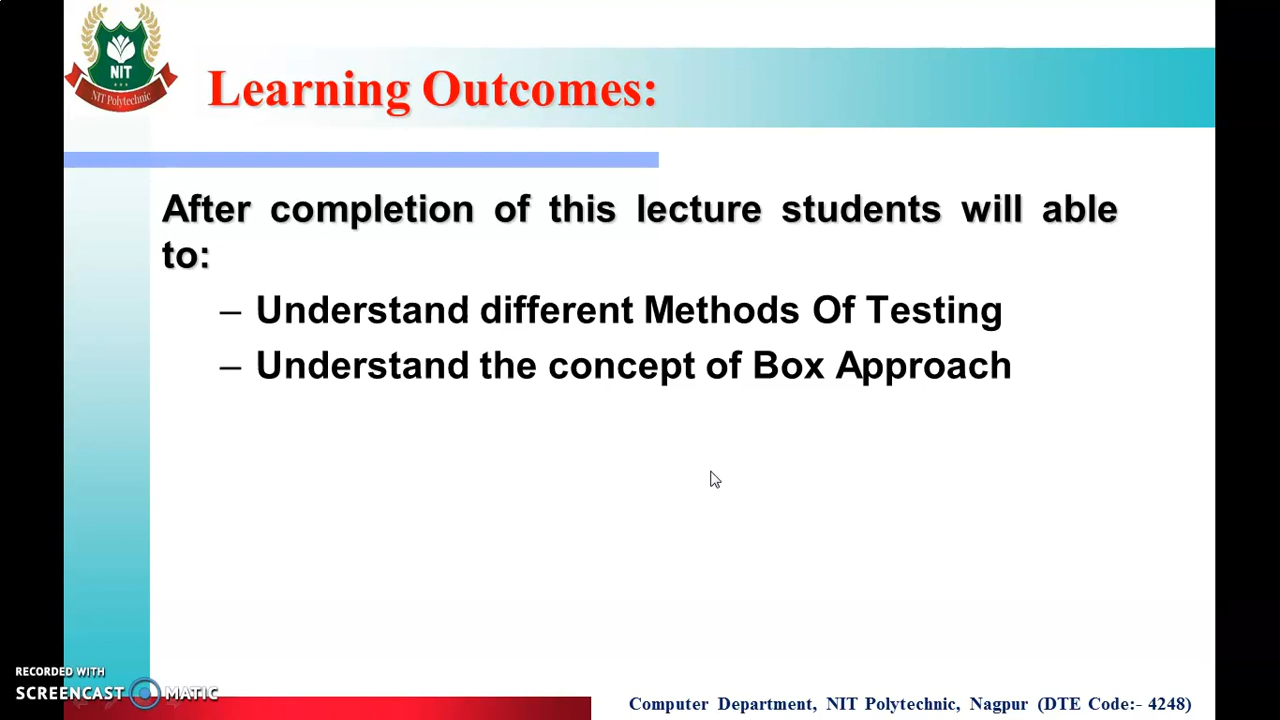 NIT
NIT Polytechnic
Learning Outcomes:
After completion of this lecture students will able
to:
– Understand different Methods Of Testing
– Understand the concept of Box Approach
RECORDED WITH
SCREENCAST MATIC
Computer Department, NIT Polytechnic, Nagpur (DTE Code:- 4248)